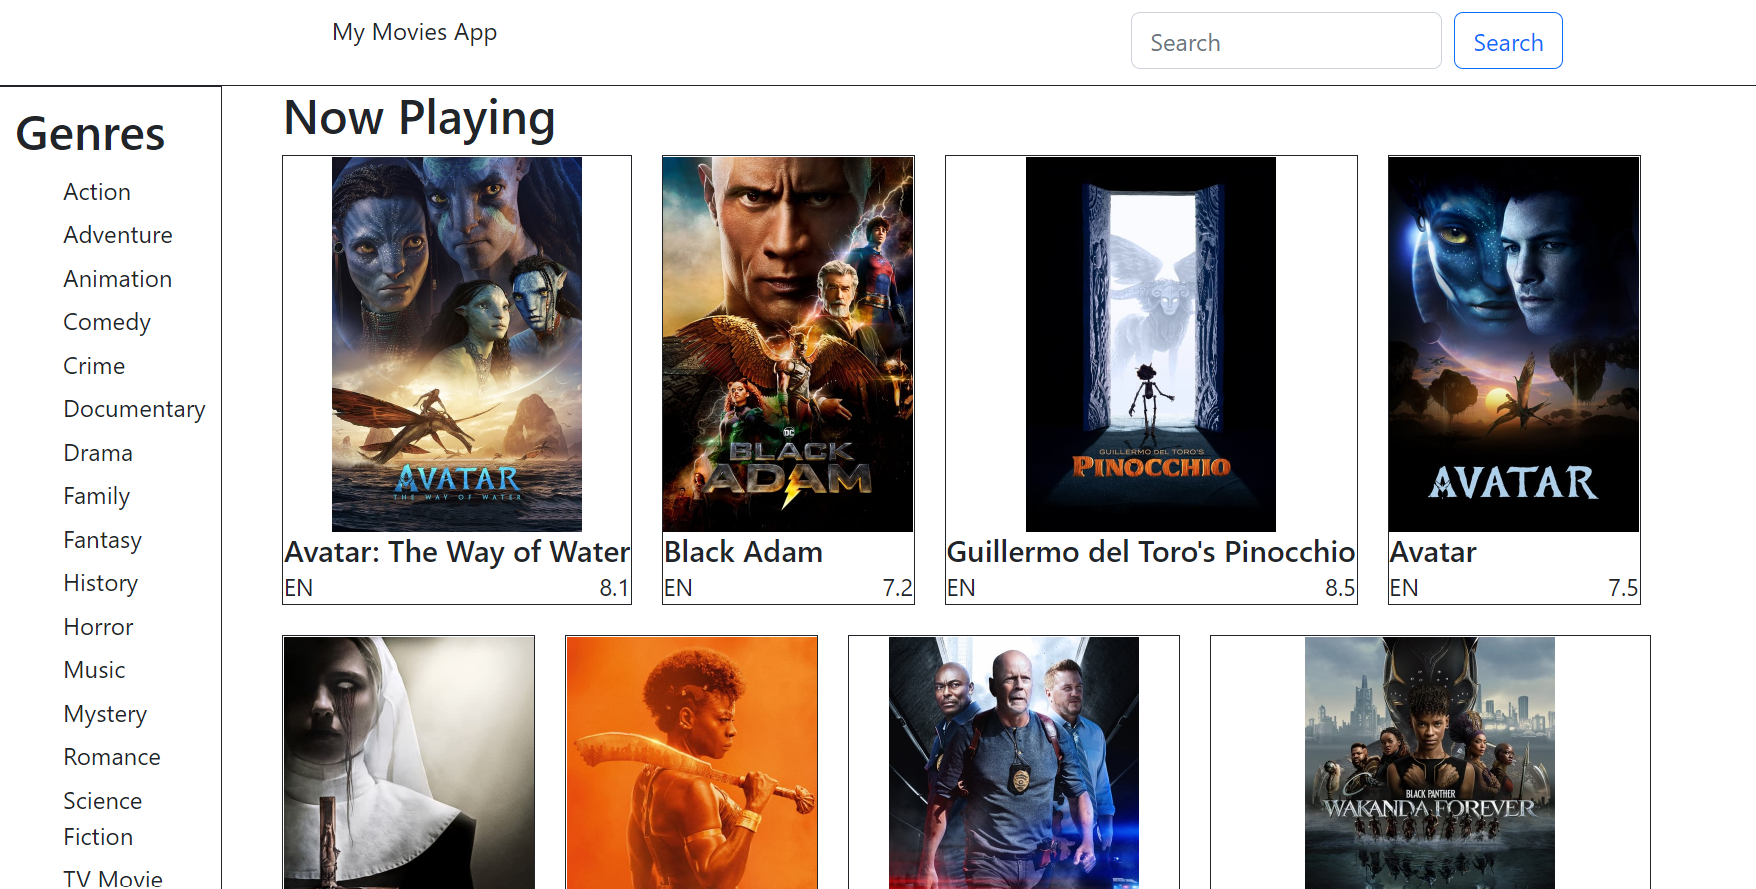 My Movies App
Search
Search
Genres
Action
Adventure
Animation
Comedy
Crime
Documentary
Drama
Family
Fantasy
History
Horror
Music
Mystery
Romance
Science
Fiction
TV Movie
Now Playing
AVATAR
THE WAY OF WATER
Avatar: The Way of Water
EN 8.1
DC
BLACK
ADAM
Black Adam
EN 7.2
GUILLERMO DEL TORO'S
PINOCCHIO
Guillermo del Toro's Pinocchio
EN 8.5
AVATAR
Avatar
EN 7.5
BLACK PANTHER
WAKANDA FOREVER